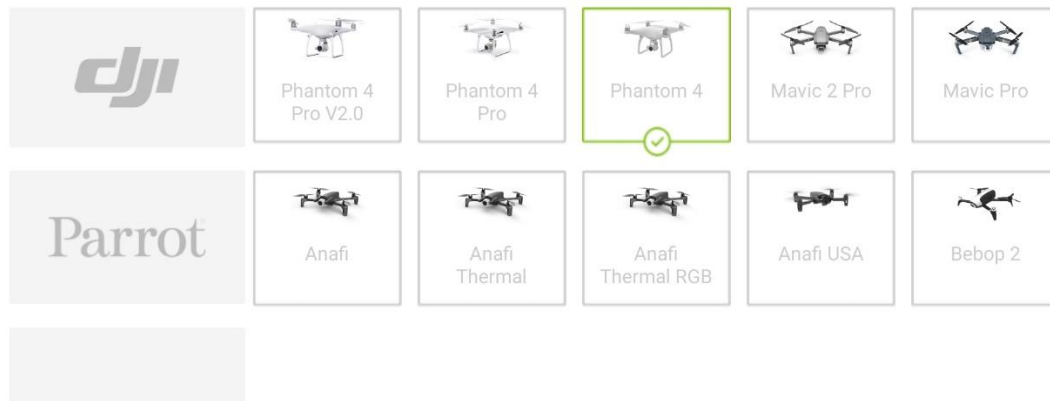 dji
Phantom 4
Pro V2.0
Phantom 4
Pro
Phantom 4
Mavic 2 Pro
Mavic Pro
Parrot
Anafi
Anafi
Thermal
Anafi
Thermal RGB
Anafi USA
Bebop 2